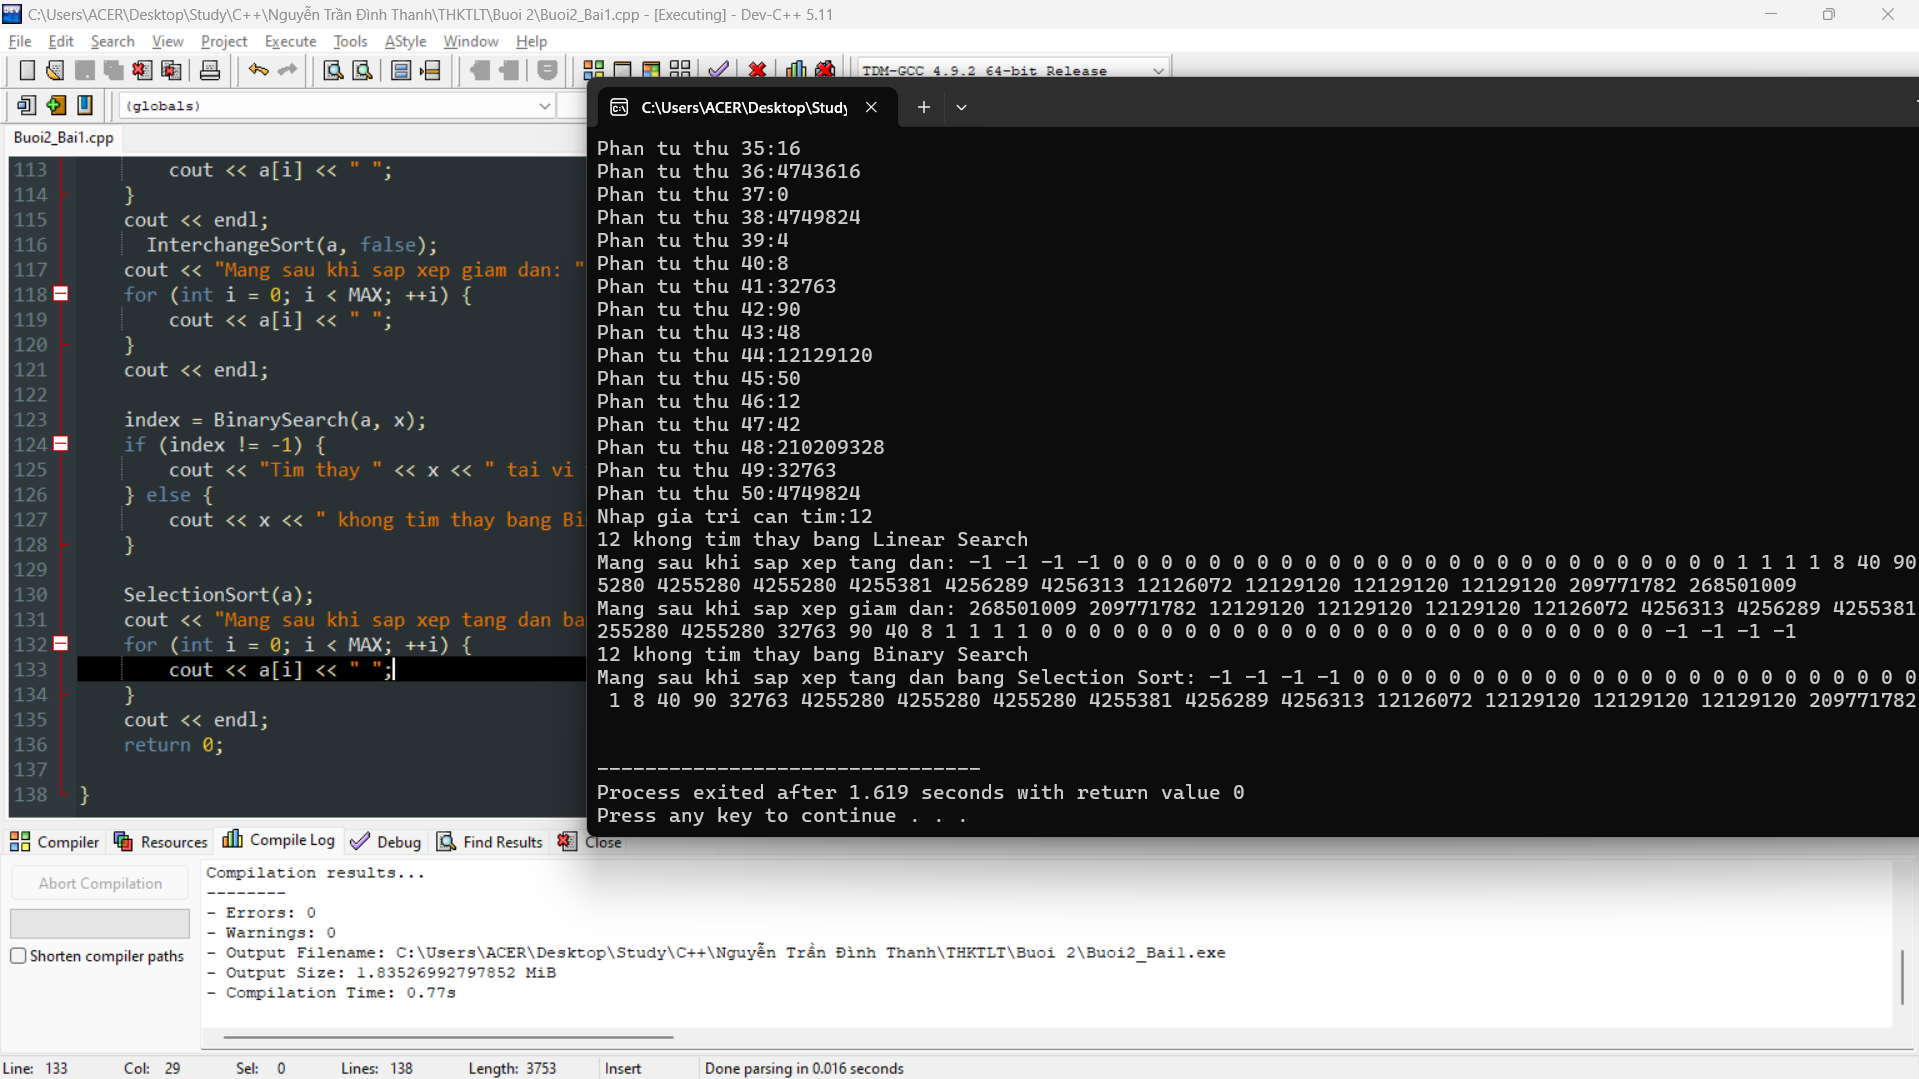 C:\Users\ACER\Desktop\Study\C++\Nguyễn Trần Đình Thanh\THKTLT\Buoi 2\Buoi2_Bai1.cpp - [Executing] - Dev-C++ 5.11
File Edit Search View Project Execute Tools AStyle Window Help
TDM-GCC 4.9.2 64-bit Release
(globals)
Buoi2_Bai1.cpp
113 cout << a[i] << " ";
114 }
115 cout << endl;
116 InterchangeSort(a, false);
117 cout << "Mang sau khi sap xep giam dan: "
118 for (int i = 0; i < MAX; ++i) {
119 cout << a[i] << " ";
120 }
121 cout << endl;
122
123 index = BinarySearch(a, x);
124 if (index != -1) {
125 cout << "Tim thay " << x << " tai vi
126 } else {
127 cout << x << " khong tim thay bang Bi
128 }
129
130 SelectionSort(a);
131 cout << "Mang sau khi sap xep tang dan ba
132 for (int i = 0; i < MAX; ++i) {
133 cout << a[i] << " ";
134 }
135 cout << endl;
136 return 0;
137
138 }
C:\Users\ACER\Desktop\Study
Phan tu thu 35:16
Phan tu thu 36:4743616
Phan tu thu 37:0
Phan tu thu 38:4749824
Phan tu thu 39:4
Phan tu thu 40:8
Phan tu thu 41:32763
Phan tu thu 42:90
Phan tu thu 43:48
Phan tu thu 44:12129120
Phan tu thu 45:50
Phan tu thu 46:12
Phan tu thu 47:42
Phan tu thu 48:210209328
Phan tu thu 49:32763
Phan tu thu 50:4749824
Nhap gia tri can tim:12
12 khong tim thay bang Linear Search
Mang sau khi sap xep tang dan: -1 -1 -1 -1 0 0 0 0 0 0 0 0 0 0 0 0 0 0 0 0 0 0 0 0 0 0 0 0 0 0 1 1 1 1 8 40 90
5280 4255280 4255280 4255381 4256289 4256313 12126072 12129120 12129120 12129120 209771782 268501009
Mang sau khi sap xep giam dan: 268501009 209771782 12129120 12129120 12129120 12126072 4256313 4256289 4255381
255280 4255280 32763 90 40 8 1 1 1 1 0 0 0 0 0 0 0 0 0 0 0 0 0 0 0 0 0 0 0 0 0 0 0 0 0 0 -1 -1 -1 -1
12 khong tim thay bang Binary Search
Mang sau khi sap xep tang dan bang Selection Sort: -1 -1 -1 -1 0 0 0 0 0 0 0 0 0 0 0 0 0 0 0 0 0 0 0 0
1 8 40 90 32763 4255280 4255280 4255280 4255381 4256289 4256313 12126072 12129120 12129120 12129120 209771782
--------------------------------
Process exited after 1.619 seconds with return value 0
Press any key to continue . . .
Compiler Resources Compile Log Debug Find Results Close
Abort Compilation
Shorten compiler paths
Compilation results...
--------
- Errors: 0
- Warnings: 0
- Output Filename: C:\Users\ACER\Desktop\Study\C++\Nguyễn Trần Đình Thanh\THKTLT\Buoi 2\Buoi2_Bai1.exe
- Output Size: 1.83526992797852 MiB
- Compilation Time: 0.77s
Line: 133 Col: 29 Sel: 0 Lines: 138 Length: 3753 Insert Done parsing in 0.016 seconds